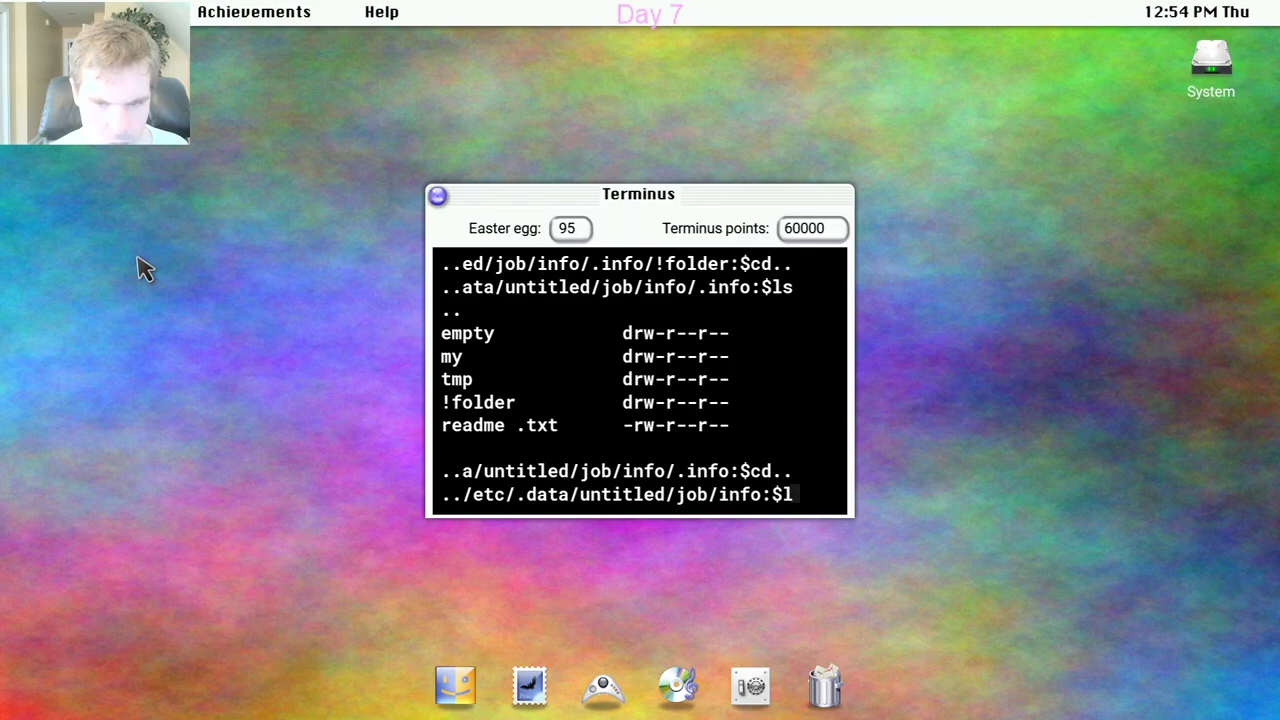 Achievements Help Day 7 12:54 PM Thu
System
Terminus
Easter egg: 95 Terminus points: 60000
..ed/job/info/.info/!folder:$cd..
..ata/untitled/job/info/.info:$ls
..
empty drw-r--r--
my drw-r--r--
tmp drw-r--r--
!folder drw-r--r--
readme .txt -rw-r--r--
..a/untitled/job/info/.info:$cd..
../etc/.data/untitled/job/info:$l